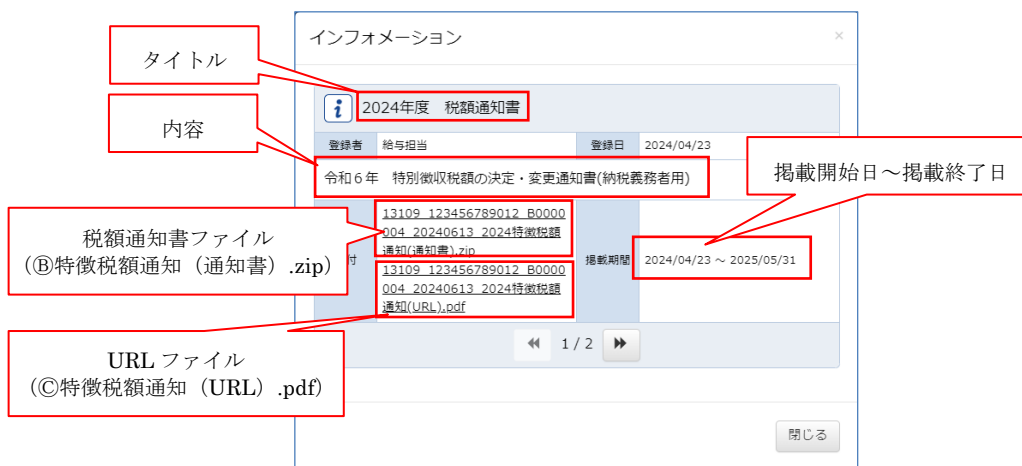 インフォメーション
×
タイトル
2024年度　税額通知書
内容
登録者
給与担当
登録日
2024/04/23
令和６年　特別徴収税額の決定・変更通知書(納税義務者用)
掲載開始日～掲載終了日
税額通知書ファイル
（Ⓑ特徴税額通知（通知書）.zip）
付
13109_123456789012_B0000
004_20240613_2024特徴税額
通知(通知書).zip
13109_123456789012_B0000
004_20240613_2024特徴税額
通知(URL).pdf
掲載期間
2024/04/23 ～ 2025/05/31
URL ファイル
（Ⓒ特徴税額通知（URL）.pdf）
1 / 2
閉じる